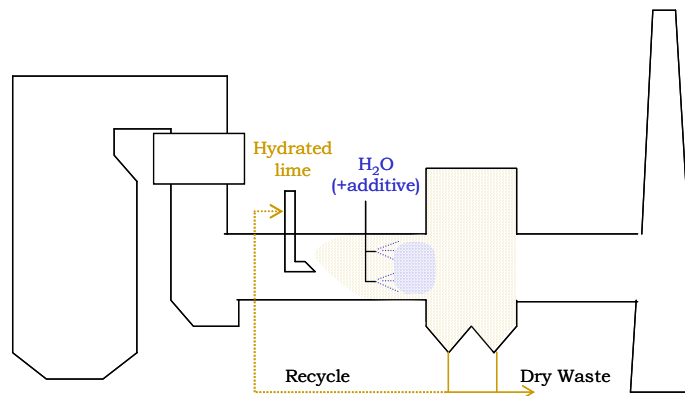 Hydrated
lime
H₂O
(+additive)
Recycle
Dry Waste